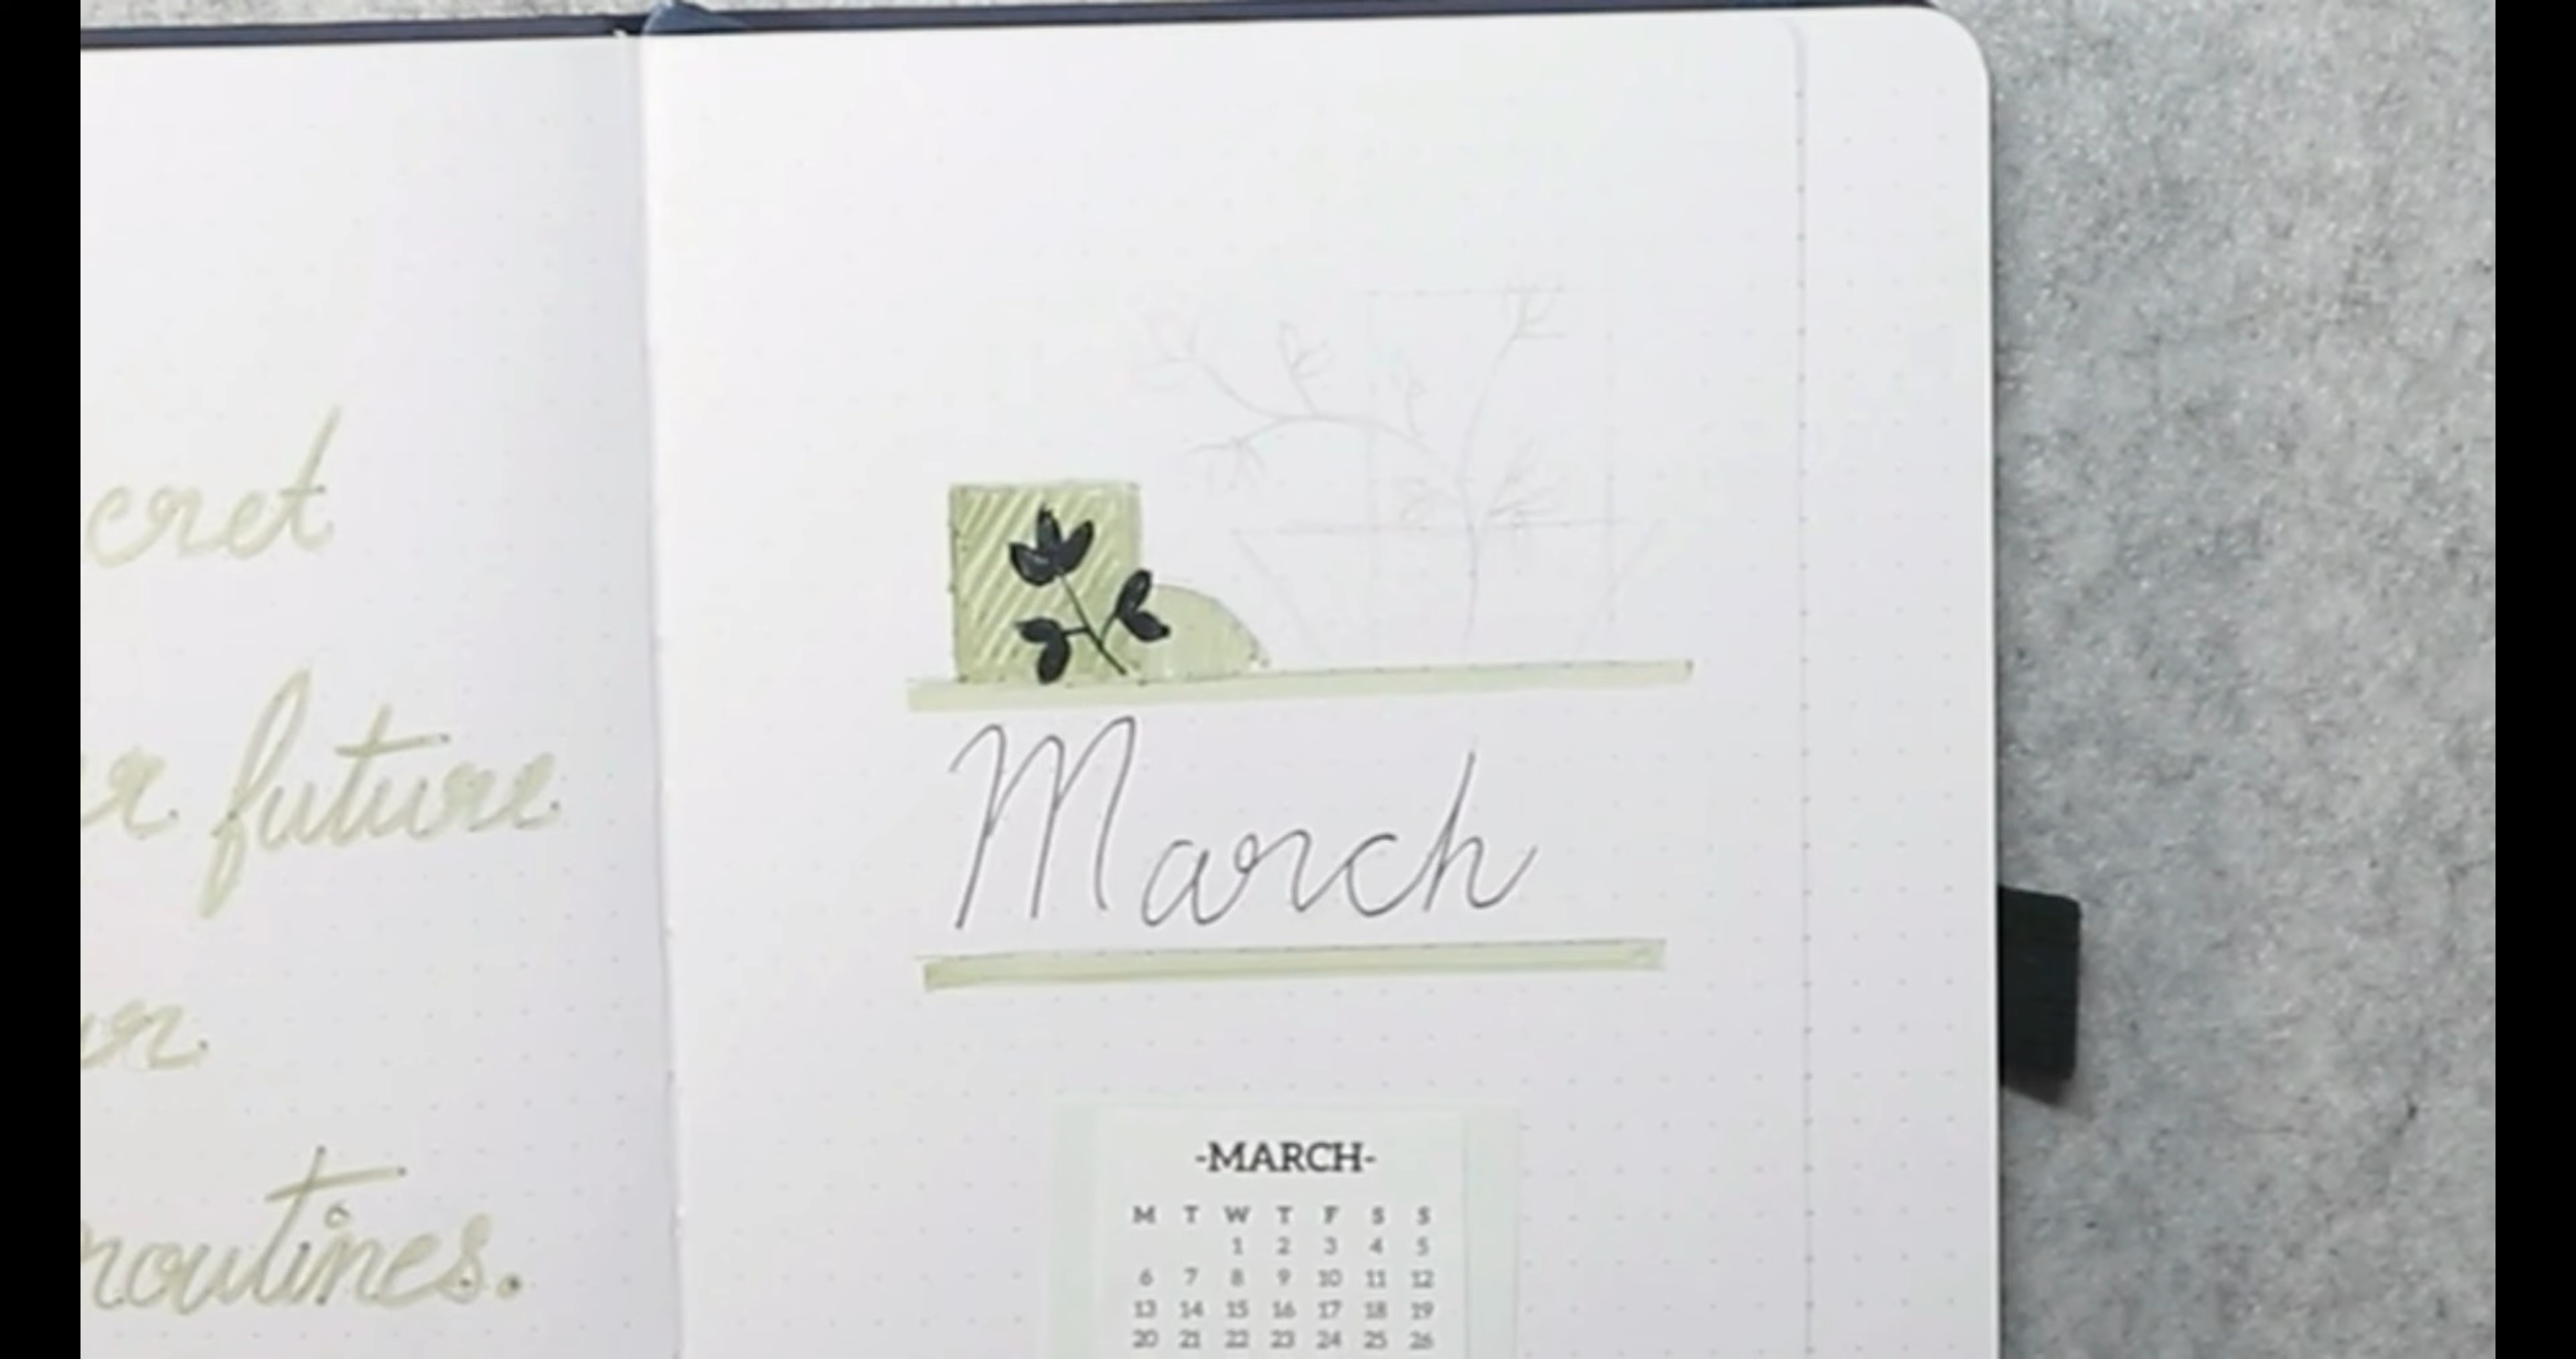 cret
future
routines.
March
-MARCH-
M T W T F S S
1 2 3 4 5
6 7 8 9 10 11 12
13 14 15 16 17 18 19
20 21 22 23 24 25 26